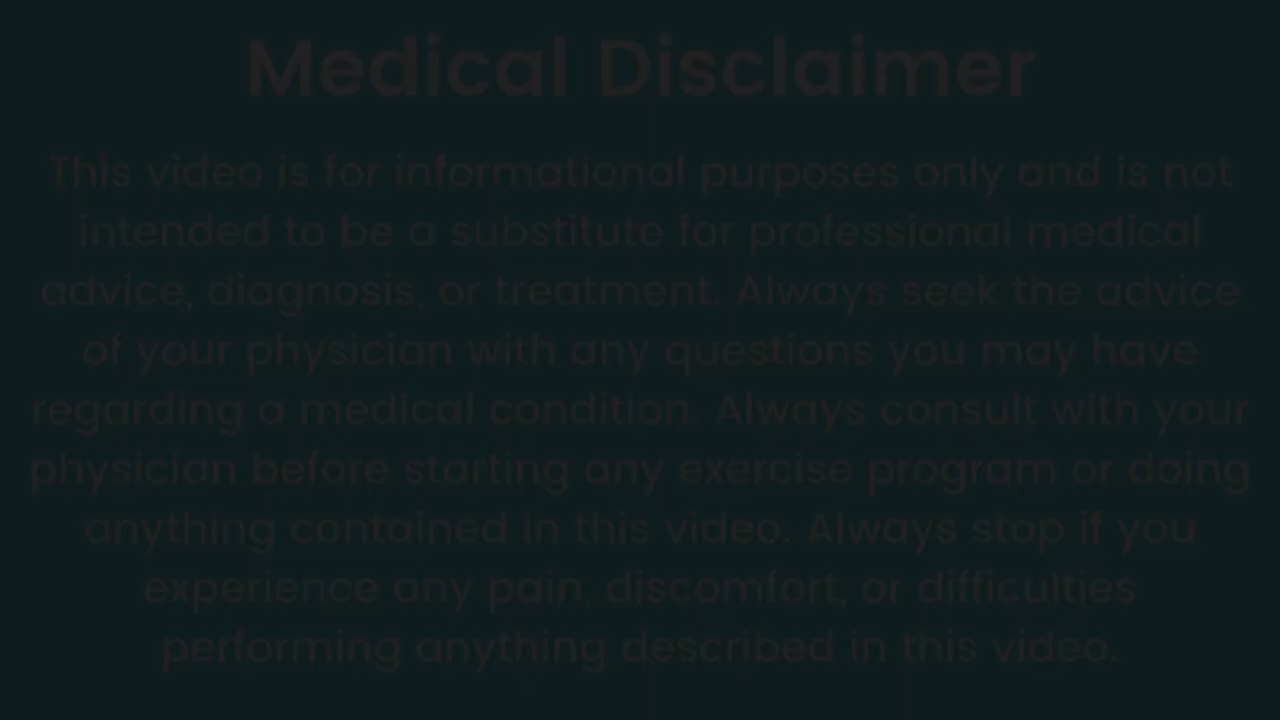 Medical Disclaimer
This video is for informational purposes only and is not
intended to be a substitute for professional medical
advice, diagnosis, or treatment. Always seek the advice
of your physician with any questions you may have
regarding a medical condition. Always consult with your
physician before starting any exercise program or doing
anything contained in this video. Always stop if you
experience any pain, discomfort, or difficulties
performing anything described in this video.